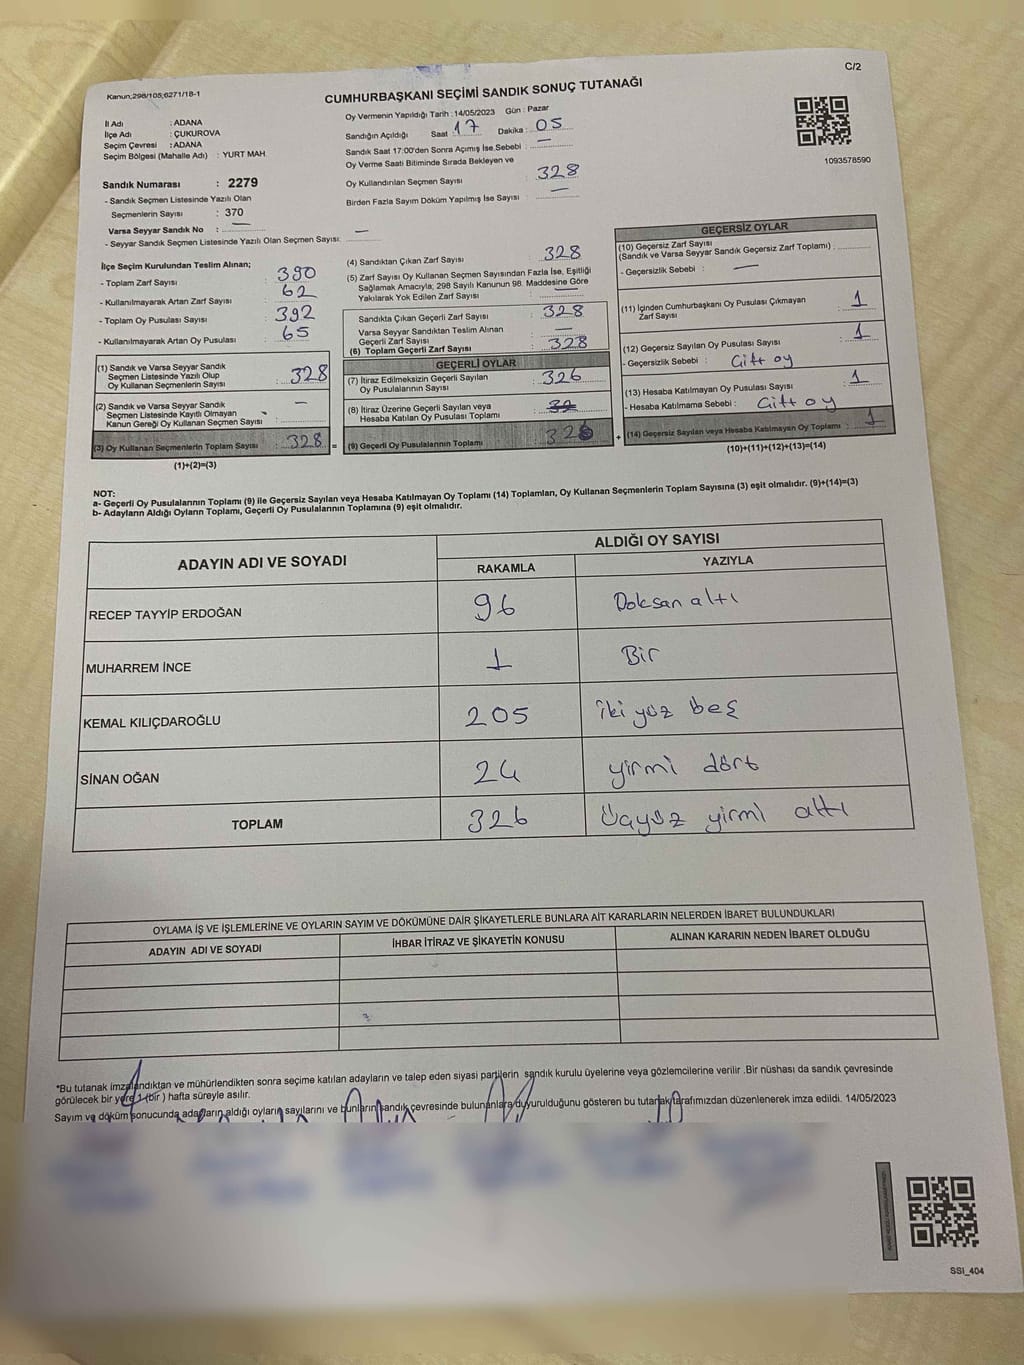 Kanun:298/105;6271/18-1
C/2
CUMHURBAŞKANI SEÇİMİ SANDIK SONUÇ TUTANAĞI
1093578590
İl Adı : ADANA
İlçe Adı : ÇUKUROVA
Seçim Çevresi : ADANA
Seçim Bölgesi (Mahalle Adı) : YURT MAH.
Sandık Numarası : 2279
- Sandık Seçmen Listesinde Yazılı Olan
Seçmenlerin Sayısı : 370
Varsa Seyyar Sandık No : —
- Seyyar Sandık Seçmen Listesinde Yazılı Olan Seçmen Sayısı: —
Oy Vermenin Yapıldığı Tarih :14/05/2023 Gün : Pazar
Sandığın Açıldığı Saat : 17 Dakika : 05
Sandık Saat 17:00'den Sonra Açımış İse Sebebi : —
Oy Verme Saati Bitiminde Sırada Bekleyen ve
Oy Kullandırılan Seçmen Sayısı : 328
Birden Fazla Sayım Döküm Yapılmış İse Sayısı : —
İlçe Seçim Kurulundan Teslim Alınan;
- Toplam Zarf Sayısı : 390
- Kullanılmayarak Artan Zarf Sayısı : 62
- Toplam Oy Pusulası Sayısı : 392
- Kullanılmayarak Artan Oy Pusulası : 65
(1) Sandık ve Varsa Seyyar Sandık
Seçmen Listesinde Yazılı Olup
Oy Kullanan Seçmenlerin Sayısı : 328
(2) Sandık ve Varsa Seyyar Sandık
Seçmen Listesinde Kayıtlı Olmayan
Kanun Gereği Oy Kullanan Seçmen Sayısı : —
(3) Oy Kullanan Seçmenlerin Toplam Sayısı : 328 =
(1)+(2)=(3)
(4) Sandıktan Çıkan Zarf Sayısı : 328
(5) Zarf Sayısı Oy Kullanan Seçmen Sayısından Fazla İse, Eşitliği
Sağlamak Amacıyla; 298 Sayılı Kanunun 98. Maddesine Göre
Yakılarak Yok Edilen Zarf Sayısı : —
Sandıkta Çıkan Geçerli Zarf Sayısı : 328
Varsa Seyyar Sandıktan Teslim Alınan
Geçerli Zarf Sayısı : —
(6) Toplam Geçerli Zarf Sayısı : 328
GEÇERLİ OYLAR
(7) İtiraz Edilmeksizin Geçerli Sayılan
Oy Pusulalarının Sayısı : 326
(8) İtiraz Üzerine Geçerli Sayılan veya
Hesaba Katılan Oy Pusulası Toplamı :
(9) Geçerli Oy Pusulalarının Toplamı : 326 +
GEÇERSİZ OYLAR
(10) Geçersiz Zarf Sayısı
(Sandık ve Varsa Seyyar Sandık Geçersiz Zarf Toplamı) :
- Geçersizlik Sebebi : —
(11) İçinden Cumhurbaşkanı Oy Pusulası Çıkmayan
Zarf Sayısı : 1
(12) Geçersiz Sayılan Oy Pusulası Sayısı : 1
- Geçersizlik Sebebi : Çift oy
(13) Hesaba Katılmayan Oy Pusulası Sayısı : 1
- Hesaba Katılmama Sebebi : Çift oy
(14) Geçersiz Sayılan veya Hesaba Katılmayan Oy Toplamı : 1
(10)+(11)+(12)+(13)=(14)
NOT:
a- Geçerli Oy Pusulalarının Toplamı (9) ile Geçersiz Sayılan veya Hesaba Katılmayan Oy Toplamı (14) Toplamları, Oy Kullanan Seçmenlerin Toplam Sayısına (3) eşit olmalıdır. (9)+(14)=(3)
b- Adayların Aldığı Oyların Toplamı, Geçerli Oy Pusulalarının Toplamına (9) eşit olmalıdır.
ADAYIN ADI VE SOYADI ALDIĞI OY SAYISI
RAKAMLA YAZIYLA
RECEP TAYYİP ERDOĞAN 96 Doksan altı
MUHARREM İNCE 1 Bir
KEMAL KILIÇDAROĞLU 205 iki yüz beş
SİNAN OĞAN 24 yirmi dört
TOPLAM 326 Üçyüz yirmi altı
OYLAMA İŞ VE İŞLEMLERİNE VE OYLARIN SAYIM VE DÖKÜMÜNE DAİR ŞİKAYETLERLE BUNLARA AİT KARARLARIN NELERDEN İBARET BULUNDUKLARI
ADAYIN ADI VE SOYADI İHBAR İTİRAZ VE ŞİKAYETİN KONUSU ALINAN KARARIN NEDEN İBARET OLDUĞU
*Bu tutanak imzalandıktan ve mühürlendikten sonra seçime katılan adayların ve talep eden siyasi partilerin sandık kurulu üyelerine veya gözlemcilerine verilir .Bir nüshası da sandık çevresinde
görülecek bir yere 1 (bir ) hafta süreyle asılır.
Sayım ve döküm sonucunda adayların aldığı oyların sayılarını ve bunların sandık çevresinde bulunanlara duyurulduğunu gösteren bu tutanak tarafımızdan düzenlenerek imza edildi. 14/05/2023
SSİ_404